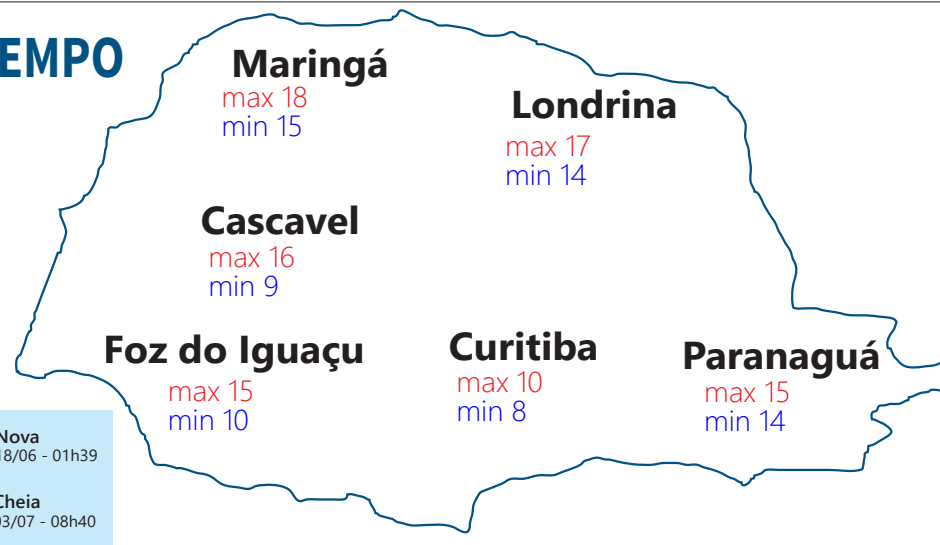 EMPO
Maringá
max 18
min 15
Londrina
max 17
min 14
Cascavel
max 16
min 9
Foz do Iguaçu
max 15
min 10
Curitiba
max 10
min 8
Paranaguá
max 15
min 14
Nova
18/06 - 01h39
Cheia
03/07 - 08h40